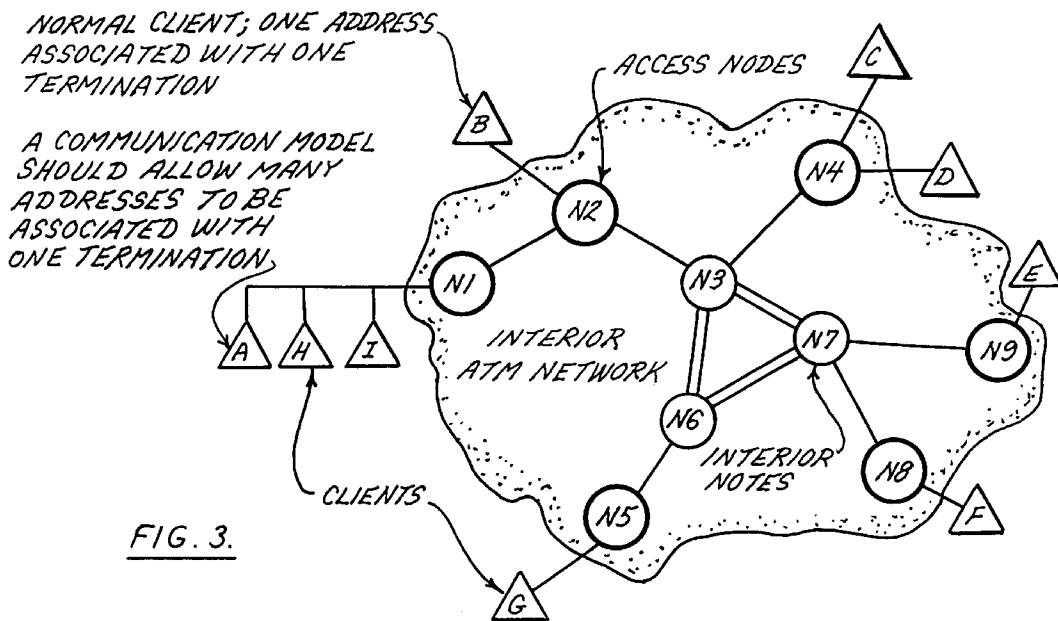 NORMAL CLIENT; ONE ADDRESS
ASSOCIATED WITH ONE
TERMINATION
A COMMUNICATION MODEL
SHOULD ALLOW MANY
ADDRESSES TO BE
ASSOCIATED WITH
ONE TERMINATION
ACCESS NODES
B
C
D
E
N2
N4
N1
N3
N7
N9
A
H
I
INTERIOR
ATM NETWORK
N6
INTERIOR
NOTES
N8
F
CLIENTS
N5
G
FIG. 3.